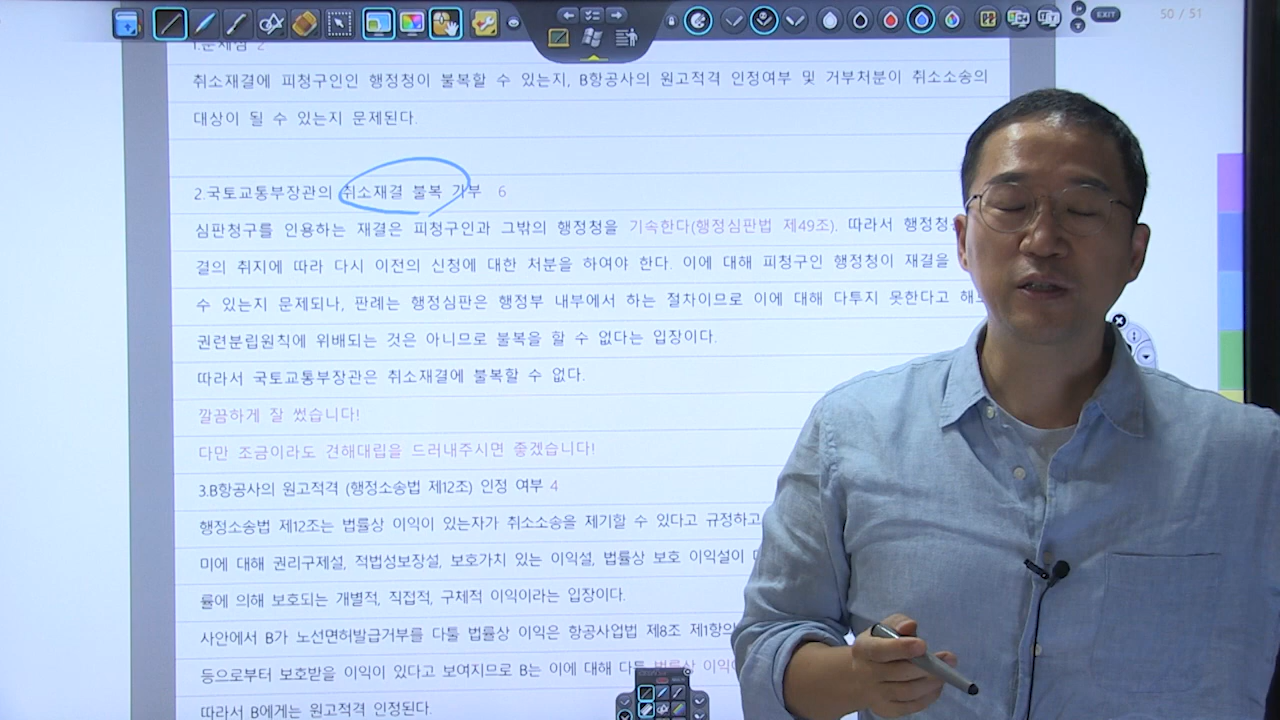 EXIT
50 / 51
1.문제점 2
취소재결에 피청구인인 행정청이 불복할 수 있는지, B항공사의 원고적격 인정여부 및 거부처분이 취소소송의
대상이 될 수 있는지 문제된다.
2.국토교통부장관의 취소재결 불복 가부 6
심판청구를 인용하는 재결은 피청구인과 그밖의 행정청을 기속한다(행정심판법 제49조). 따라서 행정청
결의 취지에 따라 다시 이전의 신청에 대한 처분을 하여야 한다. 이에 대해 피청구인 행정청이 재결을
수 있는지 문제되나, 판례는 행정심판은 행정부 내부에서 하는 절차이므로 이에 대해 다투지 못한다고 해
권련분립원칙에 위배되는 것은 아니므로 불복을 할 수 없다는 입장이다.
따라서 국토교통부장관은 취소재결에 불복할 수 없다.
깔끔하게 잘 썼습니다!
다만 조금이라도 견해대립을 드러내주시면 좋겠습니다!
3.B항공사의 원고적격 (행정소송법 제12조) 인정 여부 4
행정소송법 제12조는 법률상 이익이 있는자가 취소소송을 제기할 수 있다고 규정하고
미에 대해 권리구제설, 적법성보장설, 보호가치 있는 이익설, 법률상 보호 이익설이
률에 의해 보호되는 개별적, 직접적, 구체적 이익이라는 입장이다.
사안에서 B가 노선면허발급거부를 다툴 법률상 이익은 항공사업법 제8조 제1항의
등으로부터 보호받을 이익이 있다고 보여지므로 B는 이에 대해 다툴 법률상 이익이
따라서 B에게는 원고적격 인정된다.